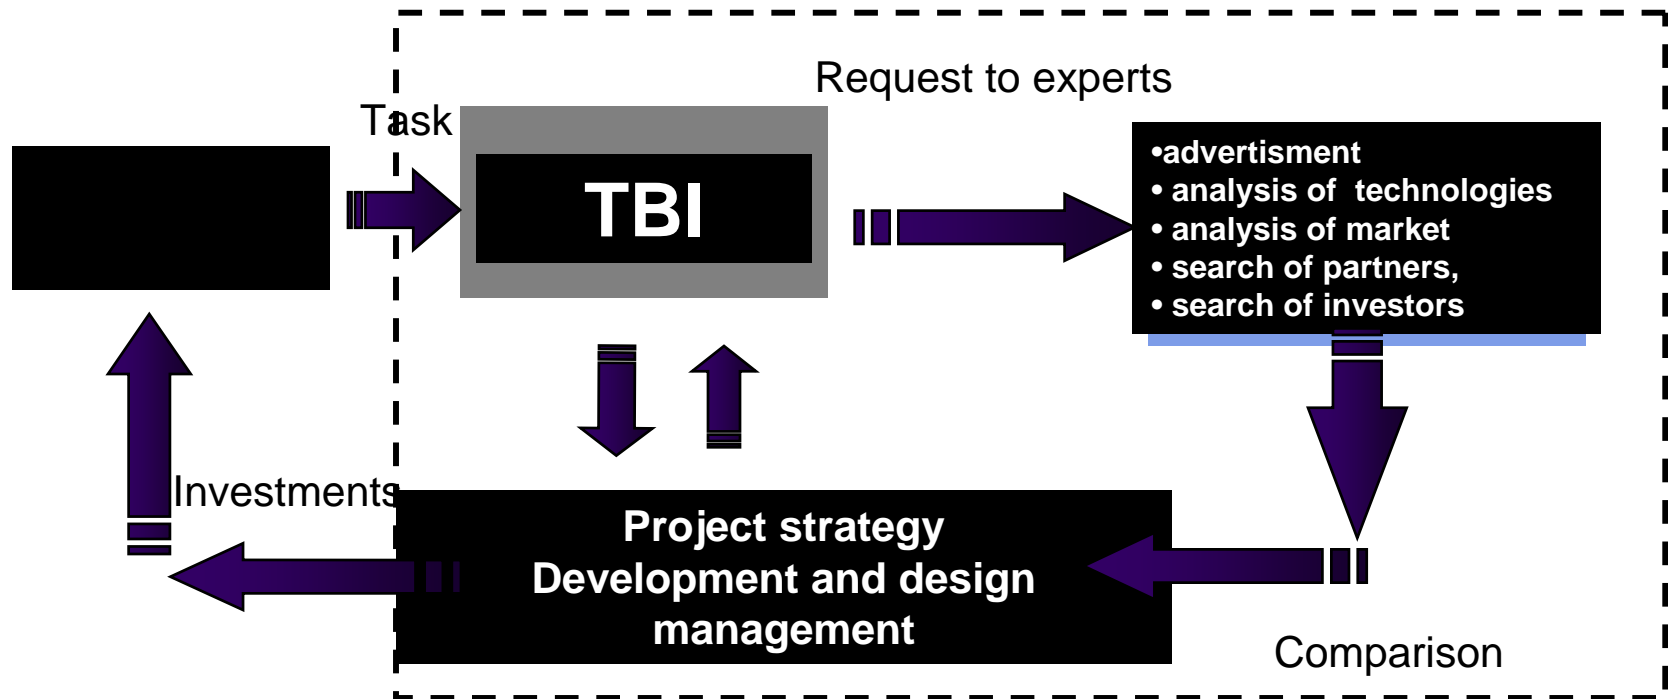 Request to experts
Task
TBI
•advertisment
• analysis of  technologies
• analysis of market
• search of partners,
• search of investors
Investments
Project strategy
Development and design
management
Comparison